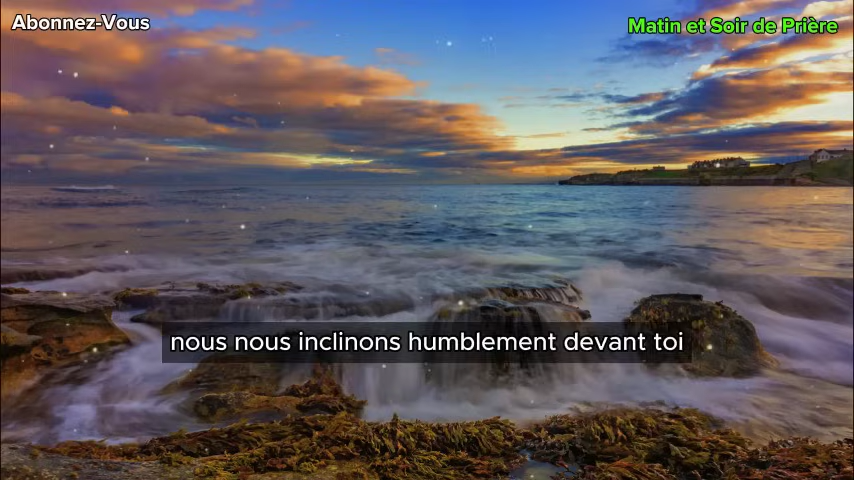 Abonnez-Vous
Matin et Soir de Prière
nous nous inclinons humblement devant toi